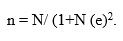 n = N/ (1+N (e)².